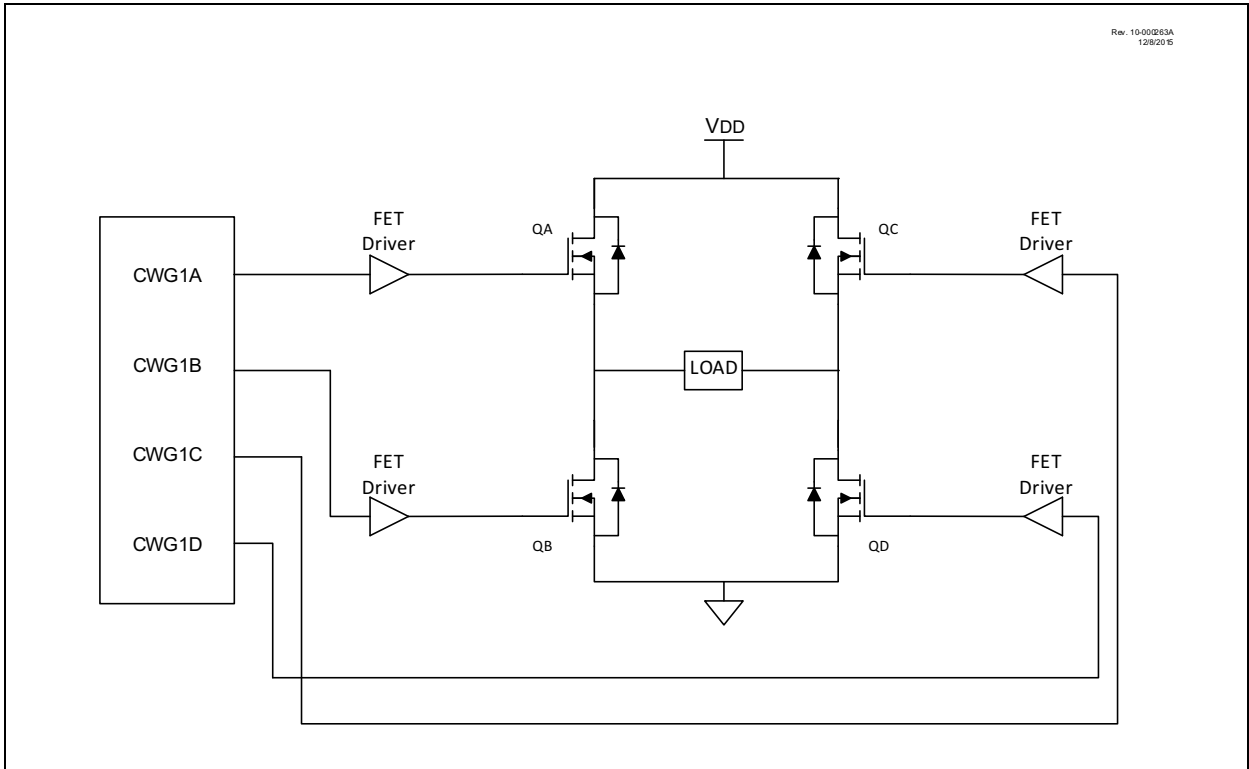 Rev. 10-000263A
12/8/2015
VDD
FET
Driver
QA
QC
FET
Driver
CWG1A
CWG1B
LOAD
CWG1C
FET
Driver
FET
Driver
CWG1D
QB
QD